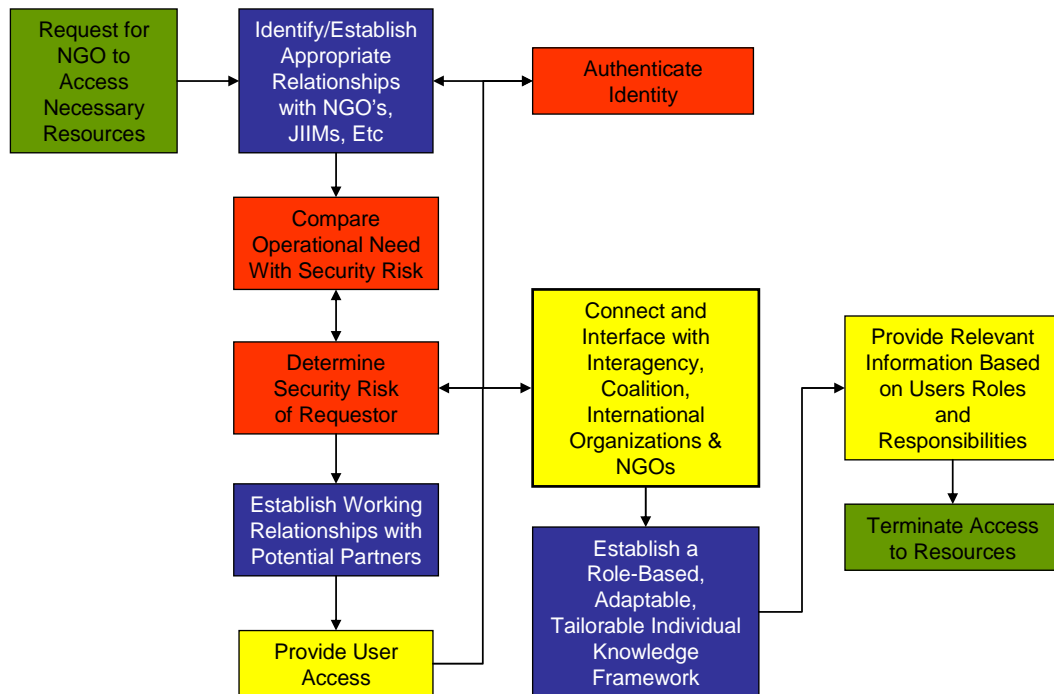 Request for
NGO to
Access
Necessary
Resources
Identify/Establish
Appropriate
Relationships
with NGO's,
JIIMs, Etc
Authenticate
Identity
Compare
Operational Need
With Security Risk
Determine
Security Risk
of Requestor
Connect and
Interface with
Interagency,
Coalition,
International
Organizations &
NGOs
Provide Relevant
Information Based
on Users Roles
and
Responsibilities
Establish Working
Relationships with
Potential Partners
Establish a
Role-Based,
Adaptable,
Tailorable Individual
Knowledge
Framework
Terminate Access
to Resources
Provide User
Access